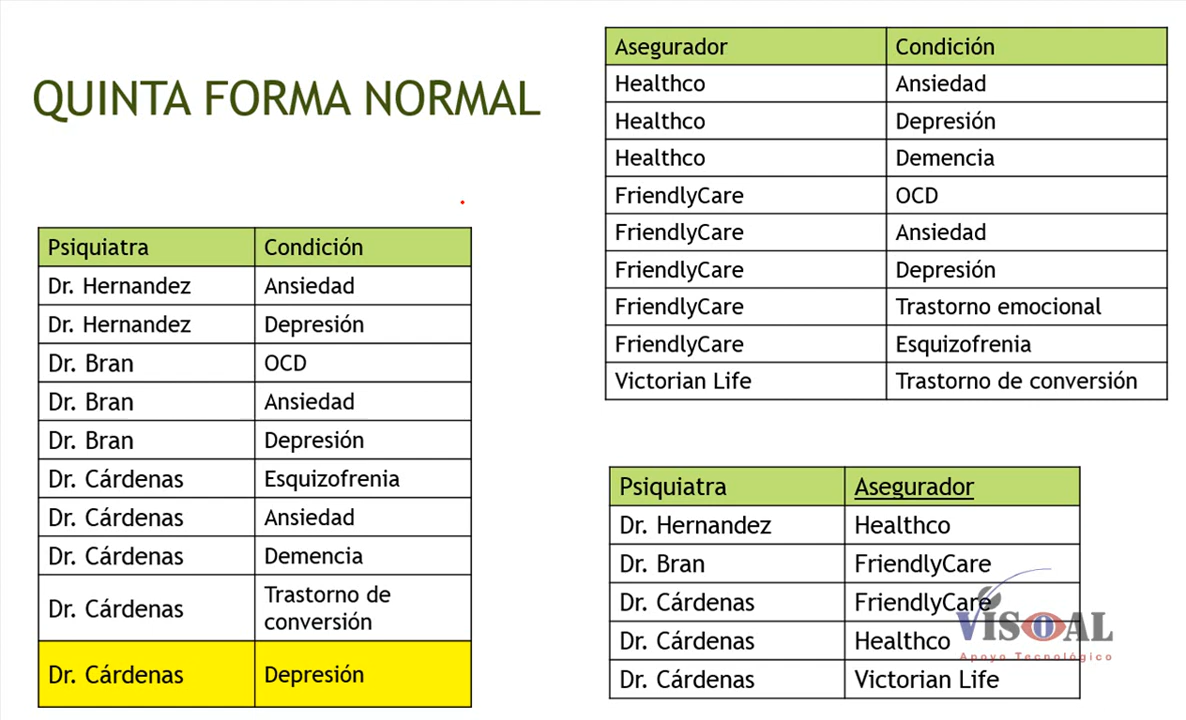 QUINTA FORMA NORMAL
Psiquiatra Condición
Dr. Hernandez Ansiedad
Dr. Hernandez Depresión
Dr. Bran OCD
Dr. Bran Ansiedad
Dr. Bran Depresión
Dr. Cárdenas Esquizofrenia
Dr. Cárdenas Ansiedad
Dr. Cárdenas Demencia
Dr. Cárdenas Trastorno de
conversión
Dr. Cárdenas Depresión
Asegurador Condición
Healthco Ansiedad
Healthco Depresión
Healthco Demencia
FriendlyCare OCD
FriendlyCare Ansiedad
FriendlyCare Depresión
FriendlyCare Trastorno emocional
FriendlyCare Esquizofrenia
Victorian Life Trastorno de conversión
Psiquiatra Asegurador
Dr. Hernandez Healthco
Dr. Bran FriendlyCare
Dr. Cárdenas FriendlyCare
Dr. Cárdenas Healthco
Dr. Cárdenas Victorian Life
VISOAL
Apoyo Tecnológico